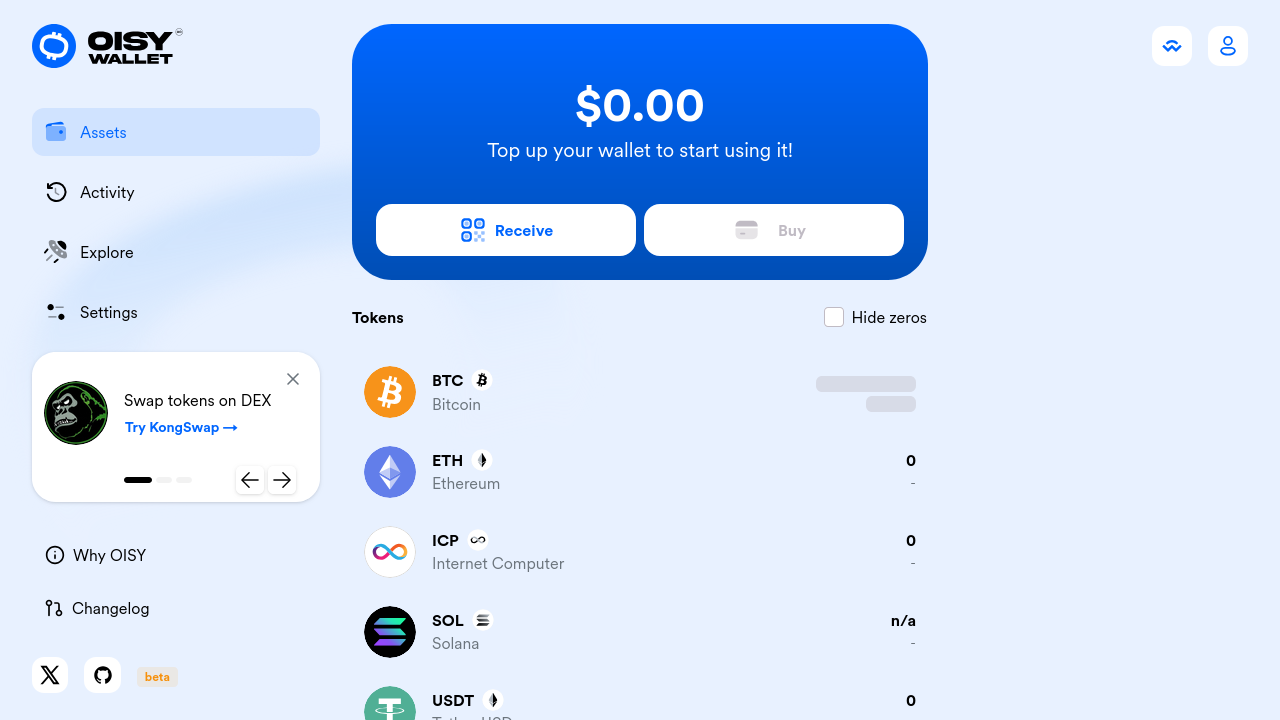 OISY
WALLET
Assets
Activity
Explore
Settings
Swap tokens on DEX
Try KongSwap →
Why OISY
Changelog
beta
$0.00
Top up your wallet to start using it!
Receive
Buy
Tokens
Hide zeros
BTC
Bitcoin
ETH
0
Ethereum
-
ICP
0
Internet Computer
-
SOL
n/a
Solana
-
USDT
0
Tether USD